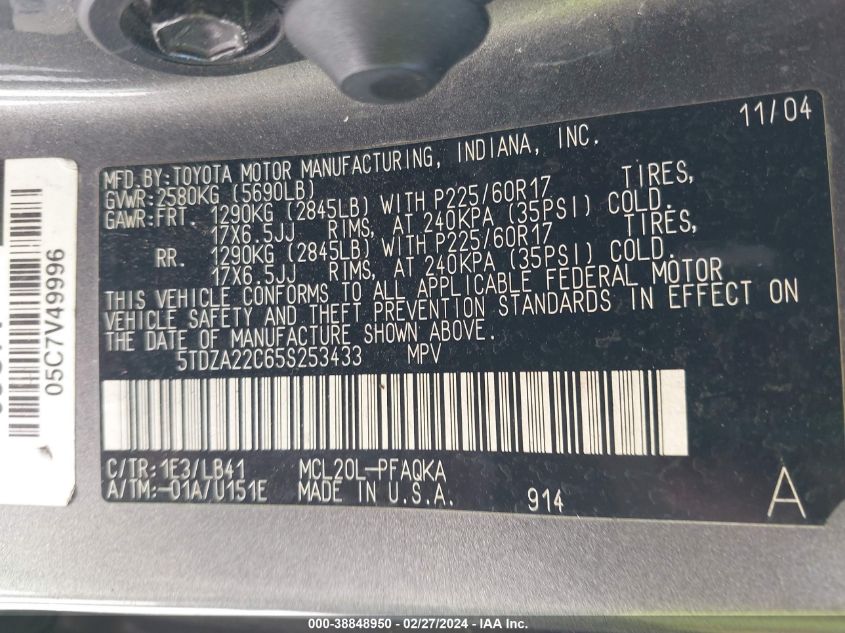 11/04
MFD.BY:TOYOTA MOTOR MANUFACTURING, INDIANA, INC.
GVWR:2580KG (5690LB)
GAWR:FRT. 1290KG (2845LB) WITH P225/60R17 TIRES,
17X6.5JJ RIMS, AT 240KPA (35PSI) COLD.
RR. 1290KG (2845LB) WITH P225/60R17 TIRES,
17X6.5JJ RIMS, AT 240KPA (35PSI) COLD.
THIS VEHICLE CONFORMS TO ALL APPLICABLE FEDERAL MOTOR
VEHICLE SAFETY AND THEFT PREVENTION STANDARDS IN EFFECT ON
THE DATE OF MANUFACTURE SHOWN ABOVE.
5TDZA22C65S253433 MPV
C/TR:1E3/LB41 MCL20L-PFAQKA
A/TM:-01A/U151E MADE IN U.S.A. 914 A
05C7V49996
000-38848950 - 02/27/2024 - IAA Inc.